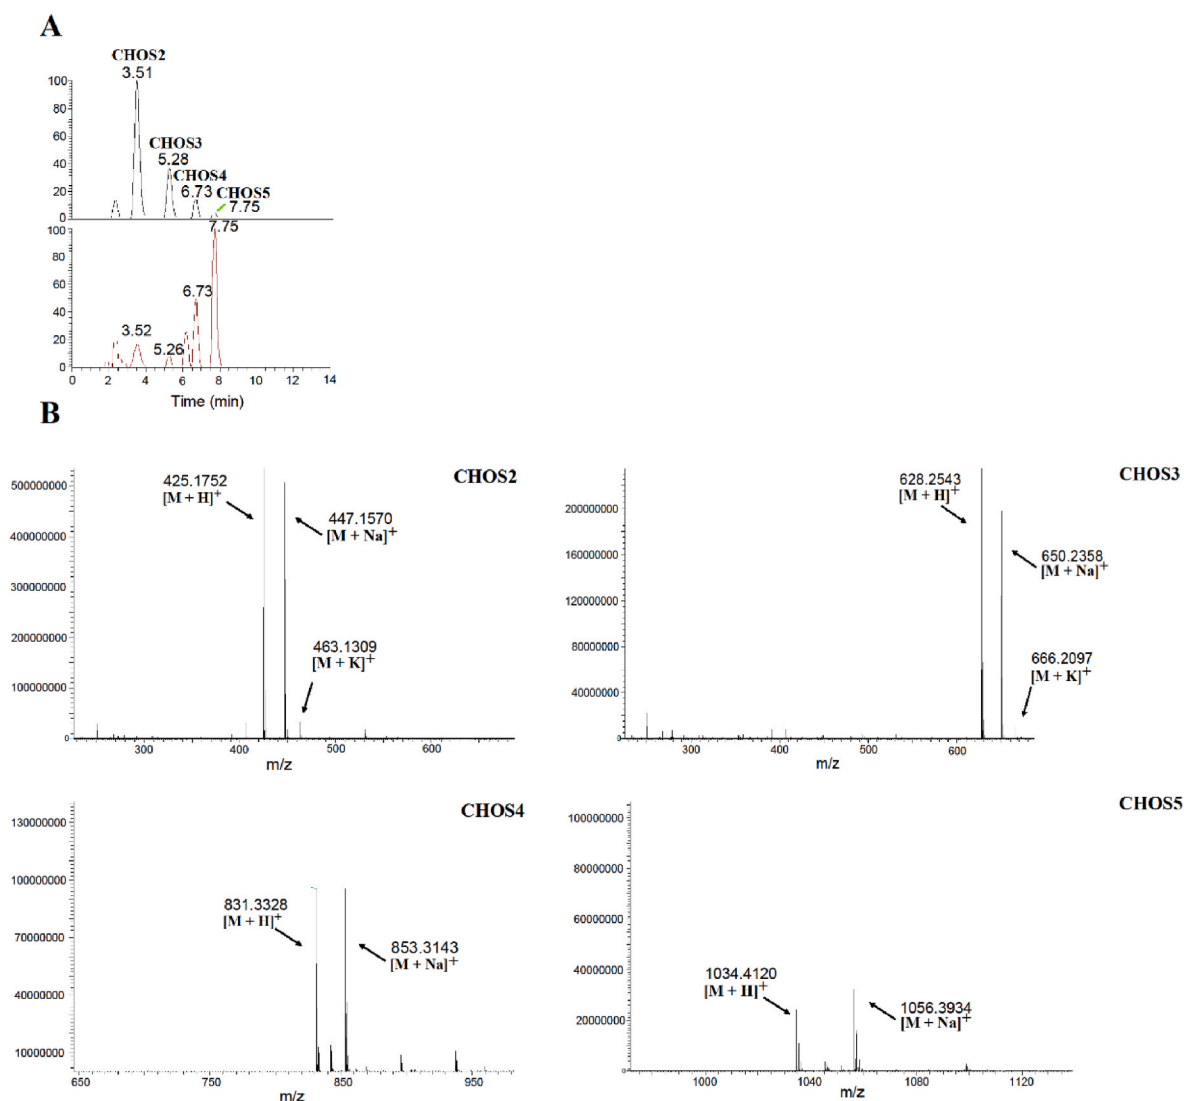 A
CHOS2
3.51
CHOS3
5.28
CHOS4
6.73
CHOS5
7.75
100
80
60
40
20
0
7.75
6.73
3.52
5.26
100
80
60
40
20
0
0 2 4 6 8 10 12 14
Time (min)
B
CHOS2
425.1752
[M + H]+
447.1570
[M + Na]+
463.1309
[M + K]+
500000000
400000000
300000000
200000000
100000000
0
300 400 500 600
m/z
CHOS3
628.2543
[M + H]+
650.2358
[M + Na]+
666.2097
[M + K]+
200000000
160000000
120000000
80000000
40000000
0
300 400 500 600
m/z
CHOS4
831.3328
[M + H]+
853.3143
[M + Na]+
130000000
100000000
70000000
40000000
10000000
650 750 850 950
m/z
CHOS5
1034.4120
[M + H]+
1056.3934
[M + Na]+
100000000
80000000
60000000
40000000
20000000
0
1000 1040 1080 1120
m/z